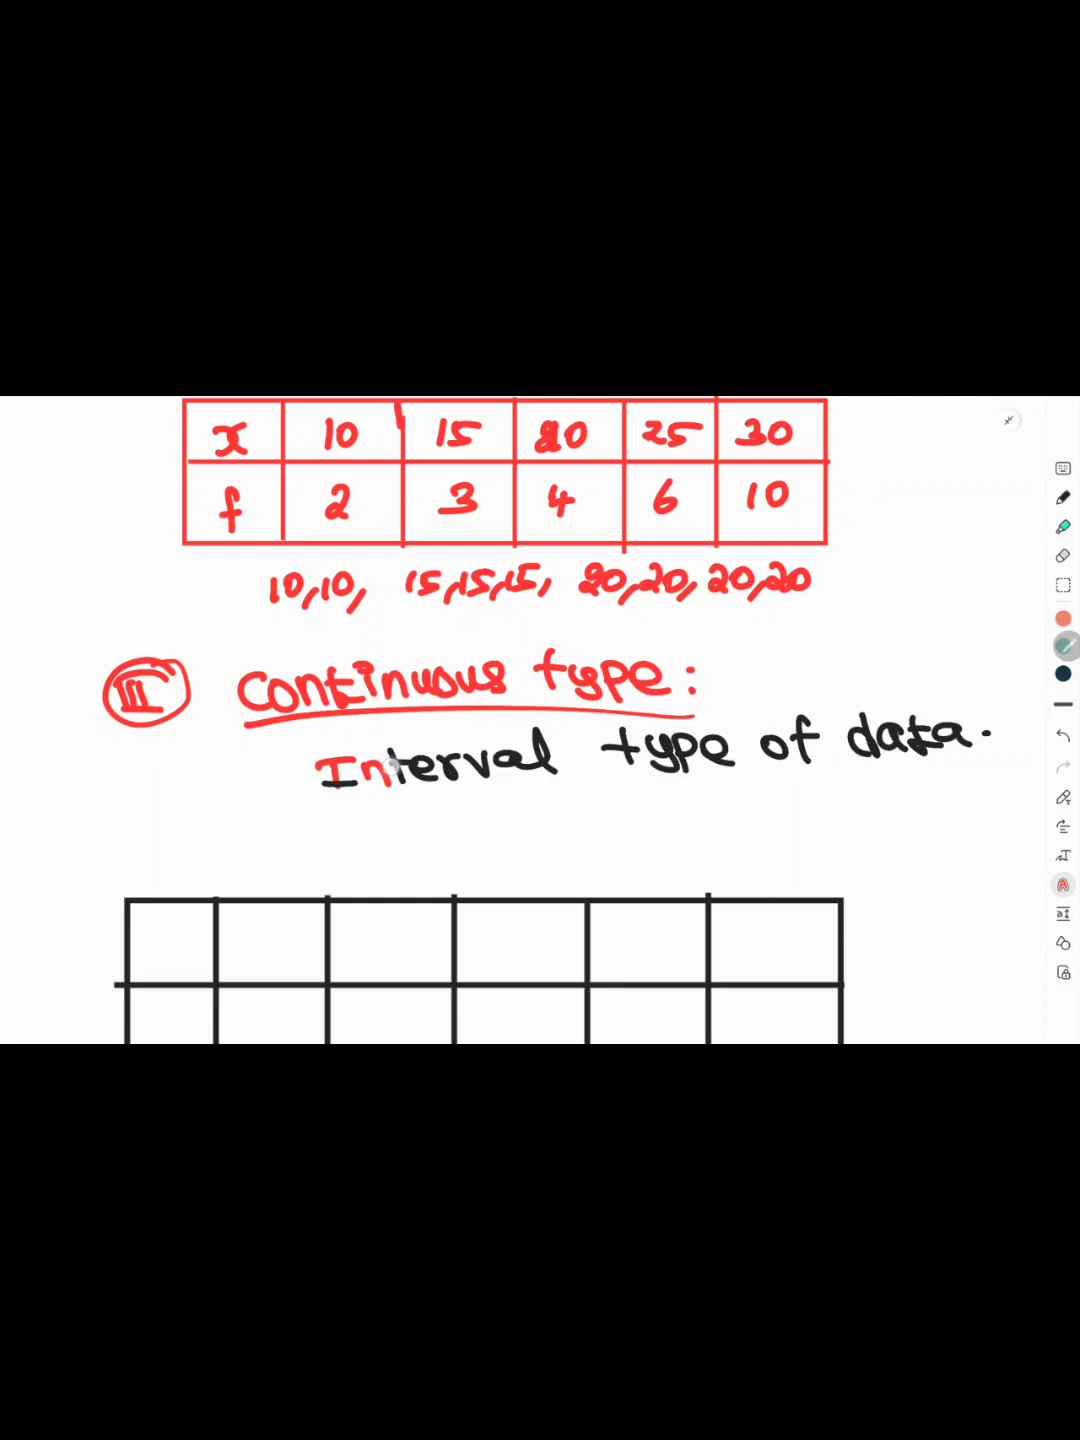 x 10 15 20 25 30
f 2 3 4 6 10
10,10, 15,15,15, 20,20, 20,20
III Continuous type:
Interval type of data.